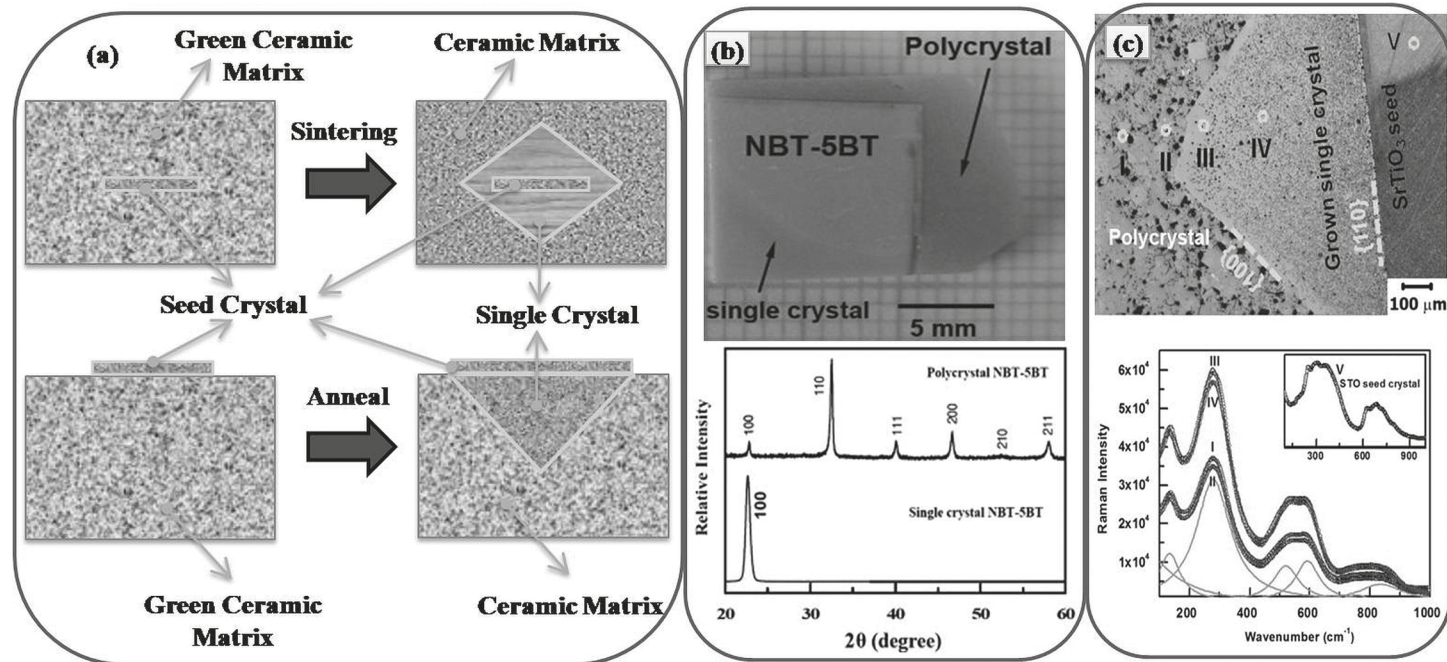 (a)
Green Ceramic
Matrix
Ceramic Matrix
Sintering
Seed Crystal
Single Crystal
Anneal
Green Ceramic
Matrix
Ceramic Matrix
(b)
Polycrystal
NBT-5BT
single crystal
5 mm
Relative Intensity
100
110
111
200
210
211
Polycrystal NBT-5BT
100
Single crystal NBT-5BT
20
30
40
50
60
2θ (degree)
(c)
I
II
III
IV
V
Polycrystal
{001}
Grown single crystal
{110}
SrTiO₃ seed
100 μm
Raman Intensity
6x10⁴
5x10⁴
4x10⁴
3x10⁴
2x10⁴
1x10⁴
III
IV
I
II
V
STO seed crystal
300
600
900
200
400
600
800
1000
Wavenumber (cm⁻¹)